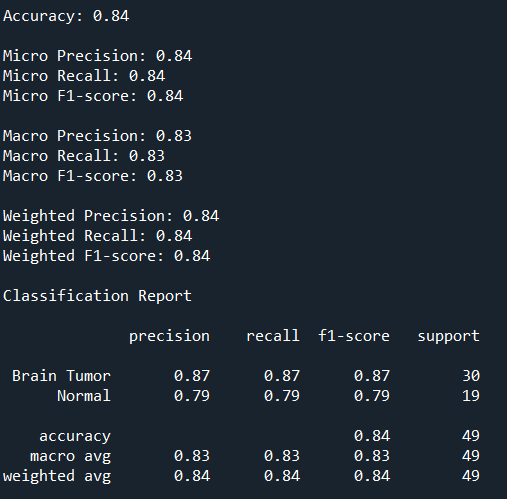 Accuracy: 0.84
Micro Precision: 0.84
Micro Recall: 0.84
Micro F1-score: 0.84
Macro Precision: 0.83
Macro Recall: 0.83
Macro F1-score: 0.83
Weighted Precision: 0.84
Weighted Recall: 0.84
Weighted F1-score: 0.84
Classification Report
precision recall f1-score support
Brain Tumor 0.87 0.87 0.87 30
Normal 0.79 0.79 0.79 19
accuracy 0.84 49
macro avg 0.83 0.83 0.83 49
weighted avg 0.84 0.84 0.84 49